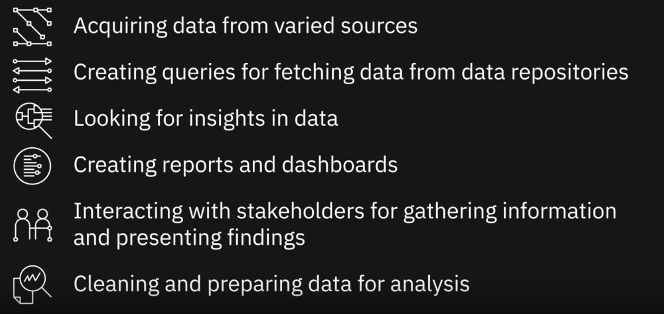 Acquiring data from varied sources
Creating queries for fetching data from data repositories
Looking for insights in data
Creating reports and dashboards
Interacting with stakeholders for gathering information
and presenting findings
Cleaning and preparing data for analysis